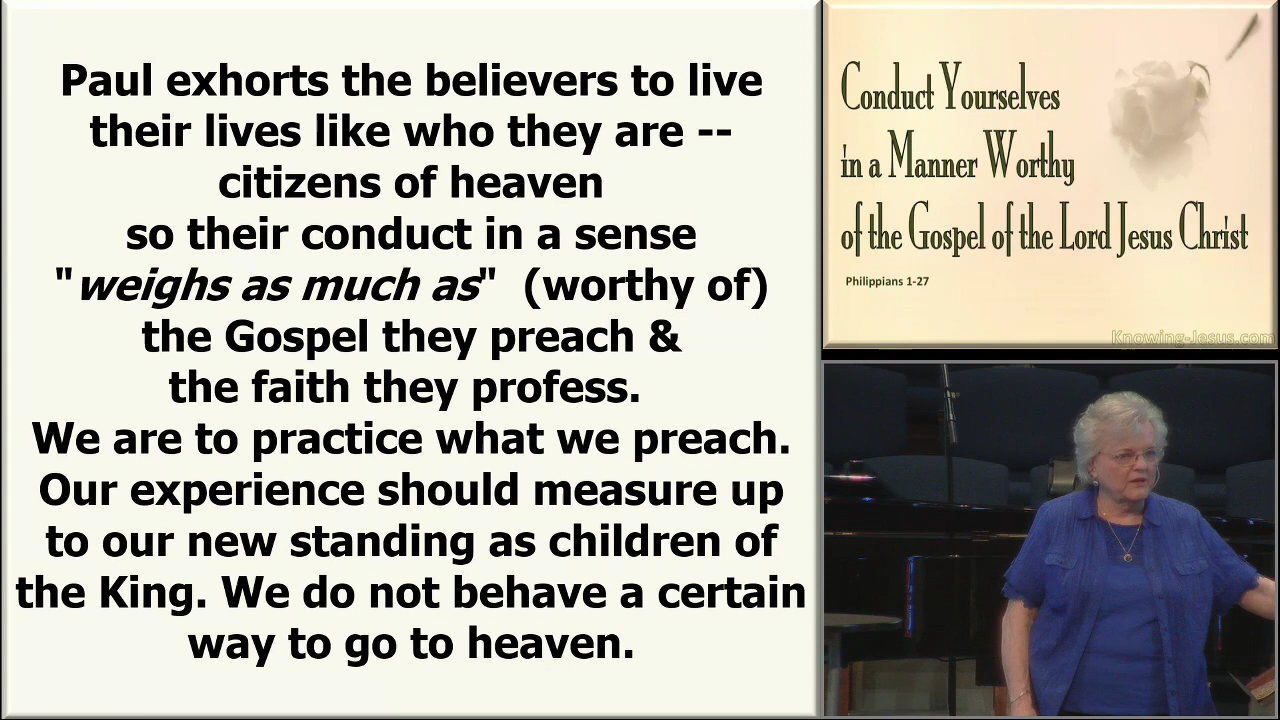 Paul exhorts the believers to live
their lives like who they are --
citizens of heaven
so their conduct in a sense
"weighs as much as" (worthy of)
the Gospel they preach &
the faith they profess.
We are to practice what we preach.
Our experience should measure up
to our new standing as children of
the King. We do not behave a certain
way to go to heaven.
Conduct Yourselves
in a Manner Worthy
of the Gospel of the Lord Jesus Christ
Philippians 1-27
Knowing-Jesus.com